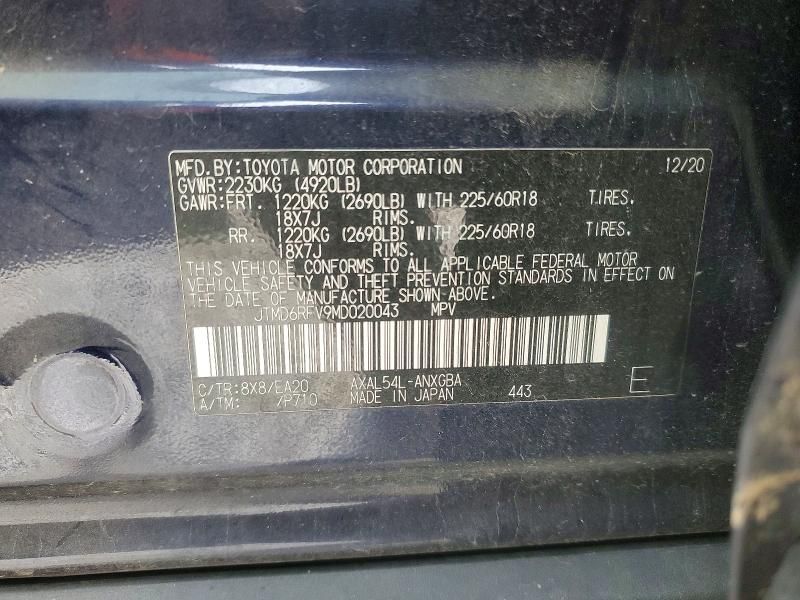 MFD.BY:TOYOTA MOTOR CORPORATION 12/20
GVWR:2230KG (4920LB)
GAWR:FRT. 1220KG (2690LB) WITH 225/60R18 TIRES.
18X7J RIMS.
RR. 1220KG (2690LB) WITH 225/60R18 TIRES.
18X7J RIMS.
THIS VEHICLE CONFORMS TO ALL APPLICABLE FEDERAL MOTOR
VEHICLE SAFETY AND THEFT PREVENTION STANDARDS IN EFFECT ON
THE DATE OF MANUFACTURE SHOWN ABOVE.
JTMD6RFV9MD020043 MPV
C/TR:8X8/EA20 AXAL54L-ANXGBA E
A/TM: /P710 MADE IN JAPAN 443